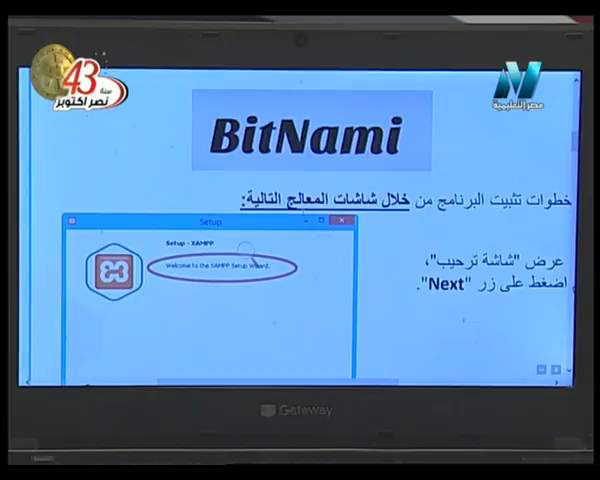 43
سنة
نصر اكتوبر
مصر التعليمية
BitNami
خطوات تثبيت البرنامج من خلال شاشات المعالج التالية:
Setup
Setup - XAMPP
Welcome to the XAMPP Setup Wizard.
عرض "شاشة ترحيب"،
اضغط على زر "Next".
Gateway